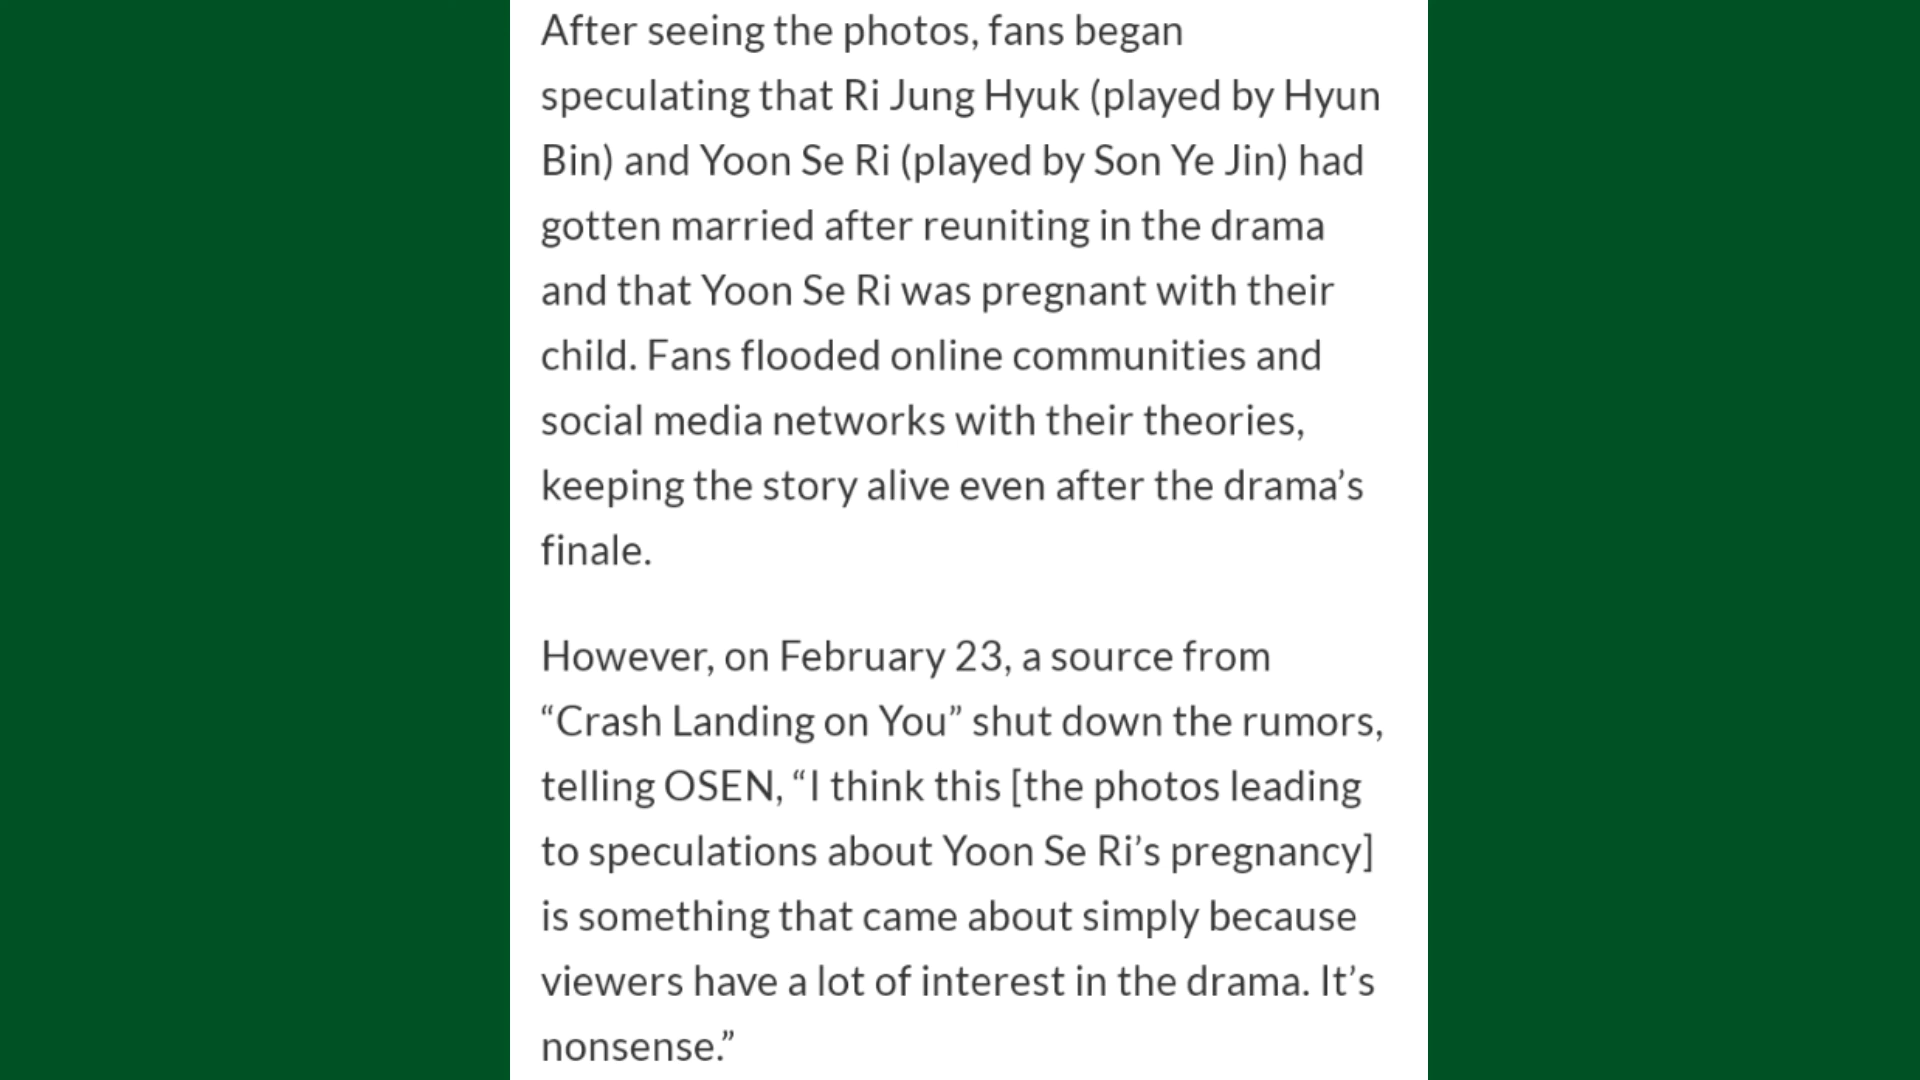 After seeing the photos, fans began
speculating that Ri Jung Hyuk (played by Hyun
Bin) and Yoon Se Ri (played by Son Ye Jin) had
gotten married after reuniting in the drama
and that Yoon Se Ri was pregnant with their
child. Fans flooded online communities and
social media networks with their theories,
keeping the story alive even after the drama’s
finale.
However, on February 23, a source from
“Crash Landing on You” shut down the rumors,
telling OSEN, “I think this [the photos leading
to speculations about Yoon Se Ri’s pregnancy]
is something that came about simply because
viewers have a lot of interest in the drama. It’s
nonsense.”